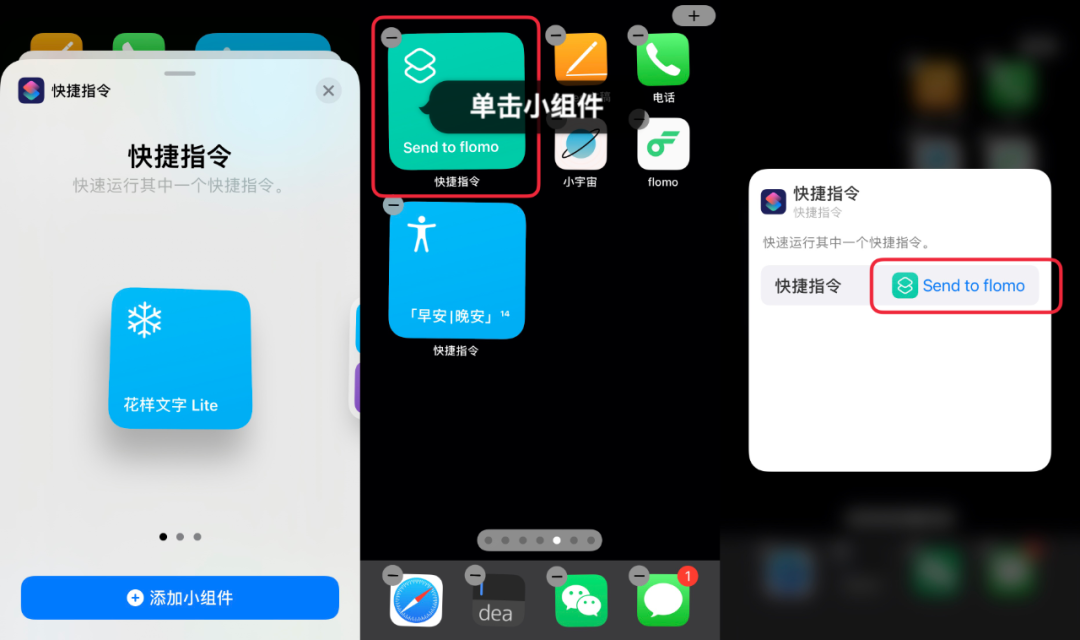 快捷指令
快捷指令
快速运行其中一个快捷指令。
花样文字 Lite
添加小组件
单击小组件
Send to flomo
快捷指令
电话
小宇宙
flomo
「早安|晚安」14
快捷指令
dea
1
快捷指令
快捷指令
快速运行其中一个快捷指令。
快捷指令
Send to flomo